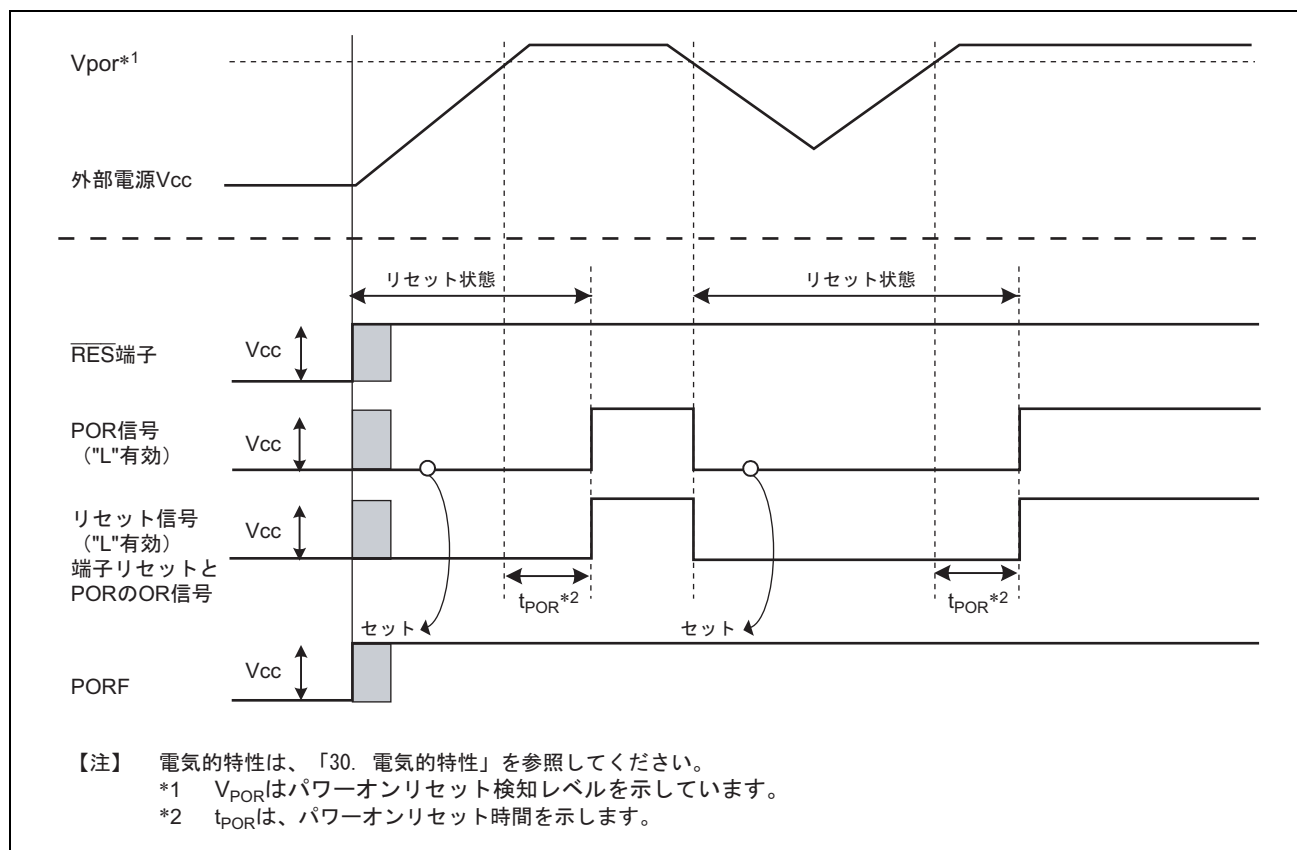 Vpor*1
外部電源Vcc
リセット状態 リセット状態
RES端子 Vcc
POR信号
("L"有効) Vcc
リセット信号
("L"有効) Vcc
端子リセットと
PORのOR信号
tPOR*2 tPOR*2
セット セット
PORF Vcc
【注】 電気的特性は、「30. 電気的特性」を参照してください。
*1 VPORはパワーオンリセット検知レベルを示しています。
*2 tPORは、パワーオンリセット時間を示します。